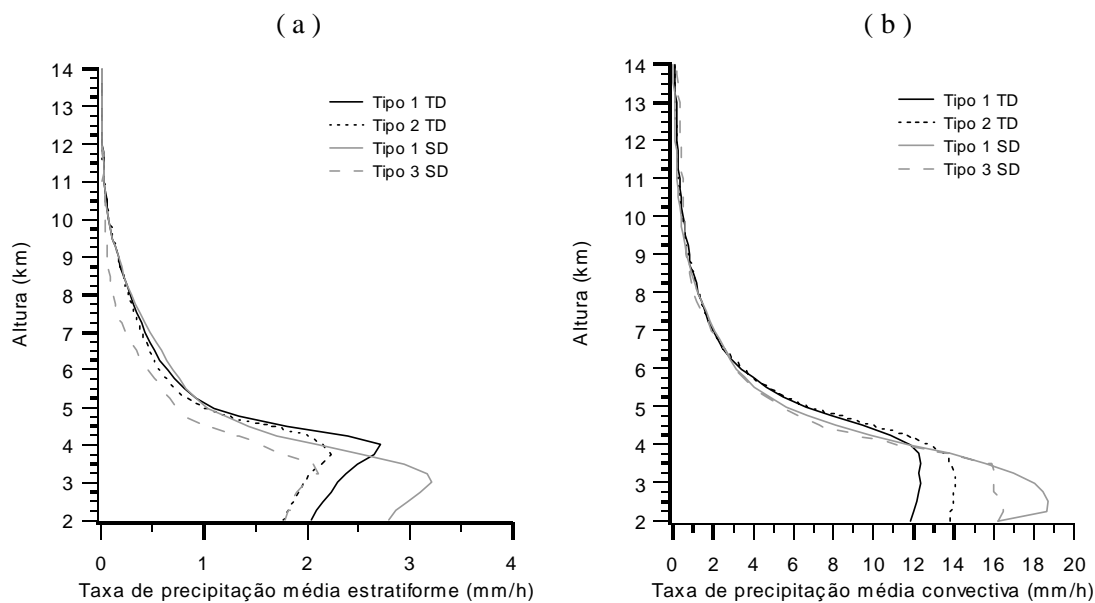 ( a )
14
13
12
11
10
9
8
7
6
5
4
3
2
Altura (km)
Tipo 1 TD
Tipo 2 TD
Tipo 1 SD
Tipo 3 SD
0 1 2 3 4
Taxa de precipitação média estratiforme (mm/h)
( b )
14
13
12
11
10
9
8
7
6
5
4
3
2
Altura (km)
Tipo 1 TD
Tipo 2 TD
Tipo 1 SD
Tipo 3 SD
0 2 4 6 8 10 12 14 16 18 20
Taxa de precipitação média convectiva (mm/h)